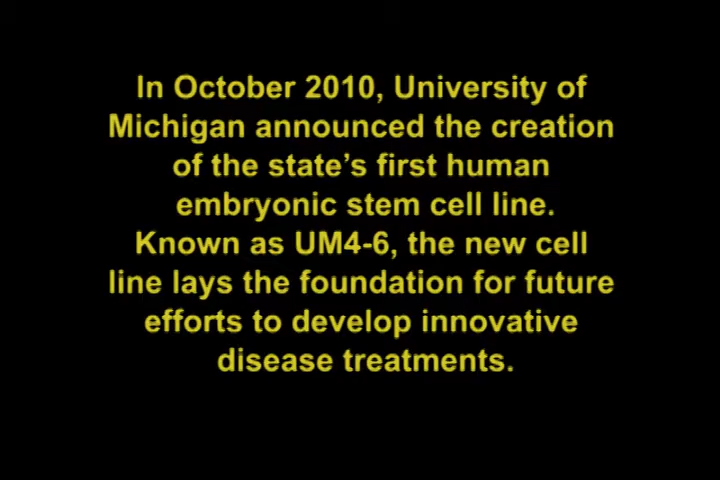 In October 2010, University of
Michigan announced the creation
of the state’s first human
embryonic stem cell line.
Known as UM4-6, the new cell
line lays the foundation for future
efforts to develop innovative
disease treatments.